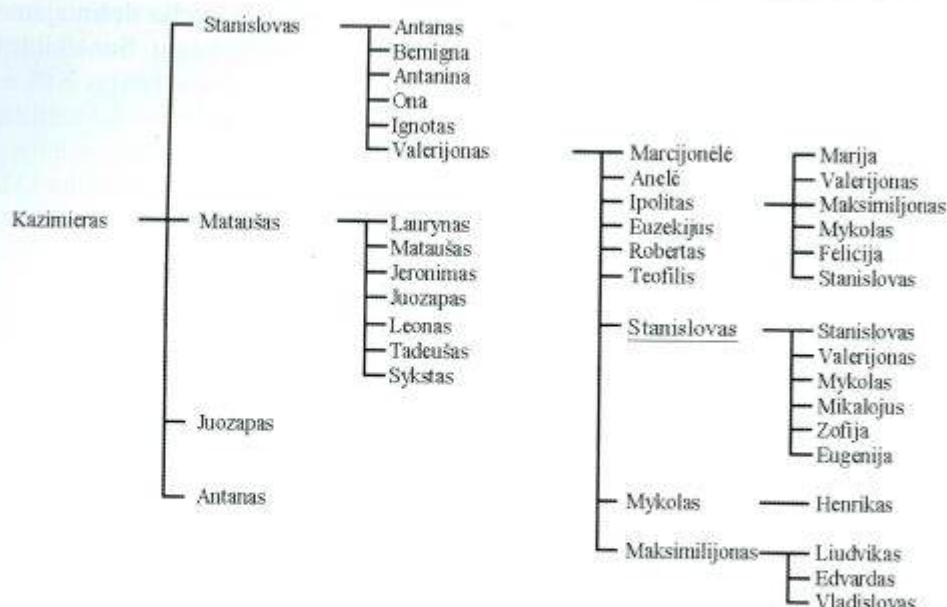 Kazimieras
Stanislovas
Mataušas
Juozapas
Antanas
Antanas
Bemigna
Antanina
Ona
Ignotas
Valerijonas
Laurynas
Mataušas
Jeronimas
Juozapas
Leonas
Tadeušas
Sykstas
Marcijonėlė
Anelė
Ipolitas
Euzekijus
Robertas
Teofilis
Stanislovas
Mykolas
Maksimilijonas
Marija
Valerijonas
Maksimiljonas
Mykolas
Felicija
Stanislovas
Stanislovas
Valerijonas
Mykolas
Mikalojus
Zofija
Eugenija
Henrikas
Liudvikas
Edvardas
Vladislovas